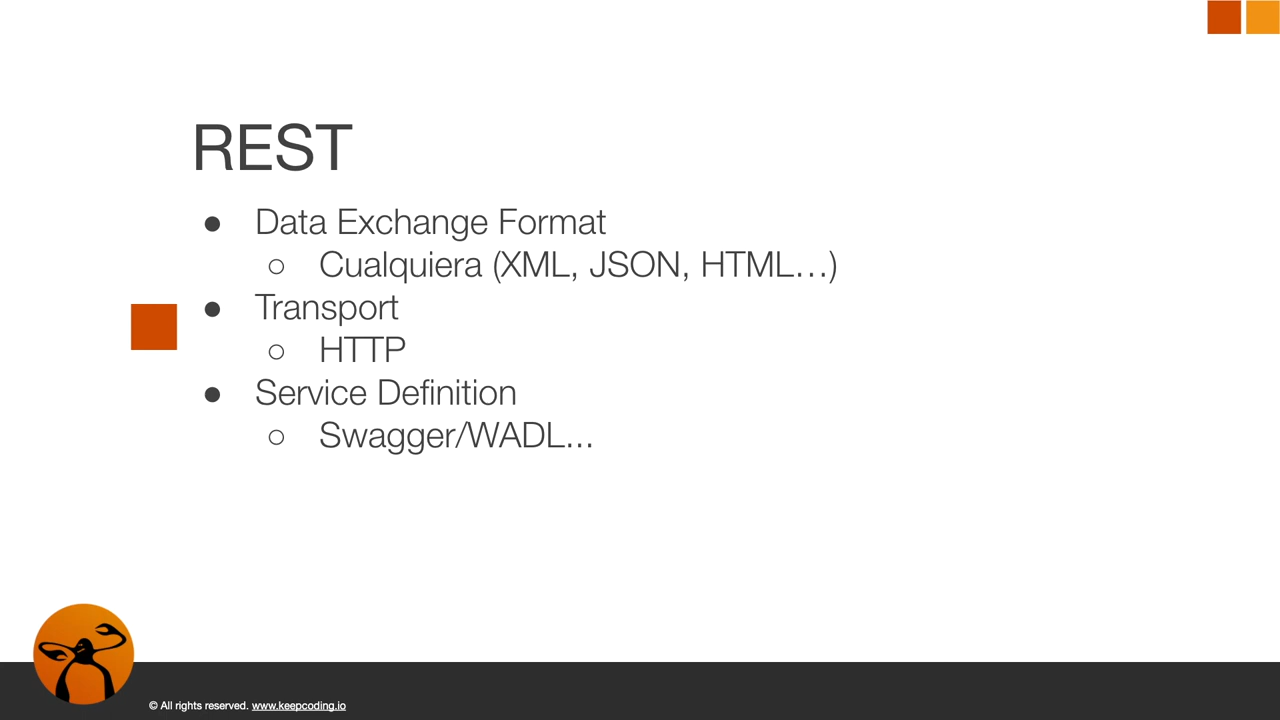 REST
● Data Exchange Format
○ Cualquiera (XML, JSON, HTML…)
● Transport
○ HTTP
● Service Definition
○ Swagger/WADL...
© All rights reserved. www.keepcoding.io